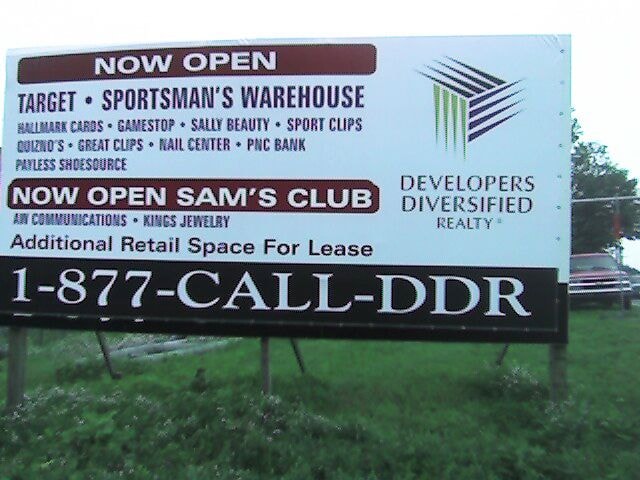 NOW OPEN
TARGET • SPORTSMAN'S WAREHOUSE
HALLMARK CARDS • GAMESTOP • SALLY BEAUTY • SPORT CLIPS
QUIZNO'S • GREAT CLIPS • NAIL CENTER • PNC BANK
PAYLESS SHOESOURCE
NOW OPEN SAM'S CLUB
AW COMMUNICATIONS • KINGS JEWELRY
Additional Retail Space For Lease
1-877-CALL-DDR
DEVELOPERS
DIVERSIFIED
REALTY®